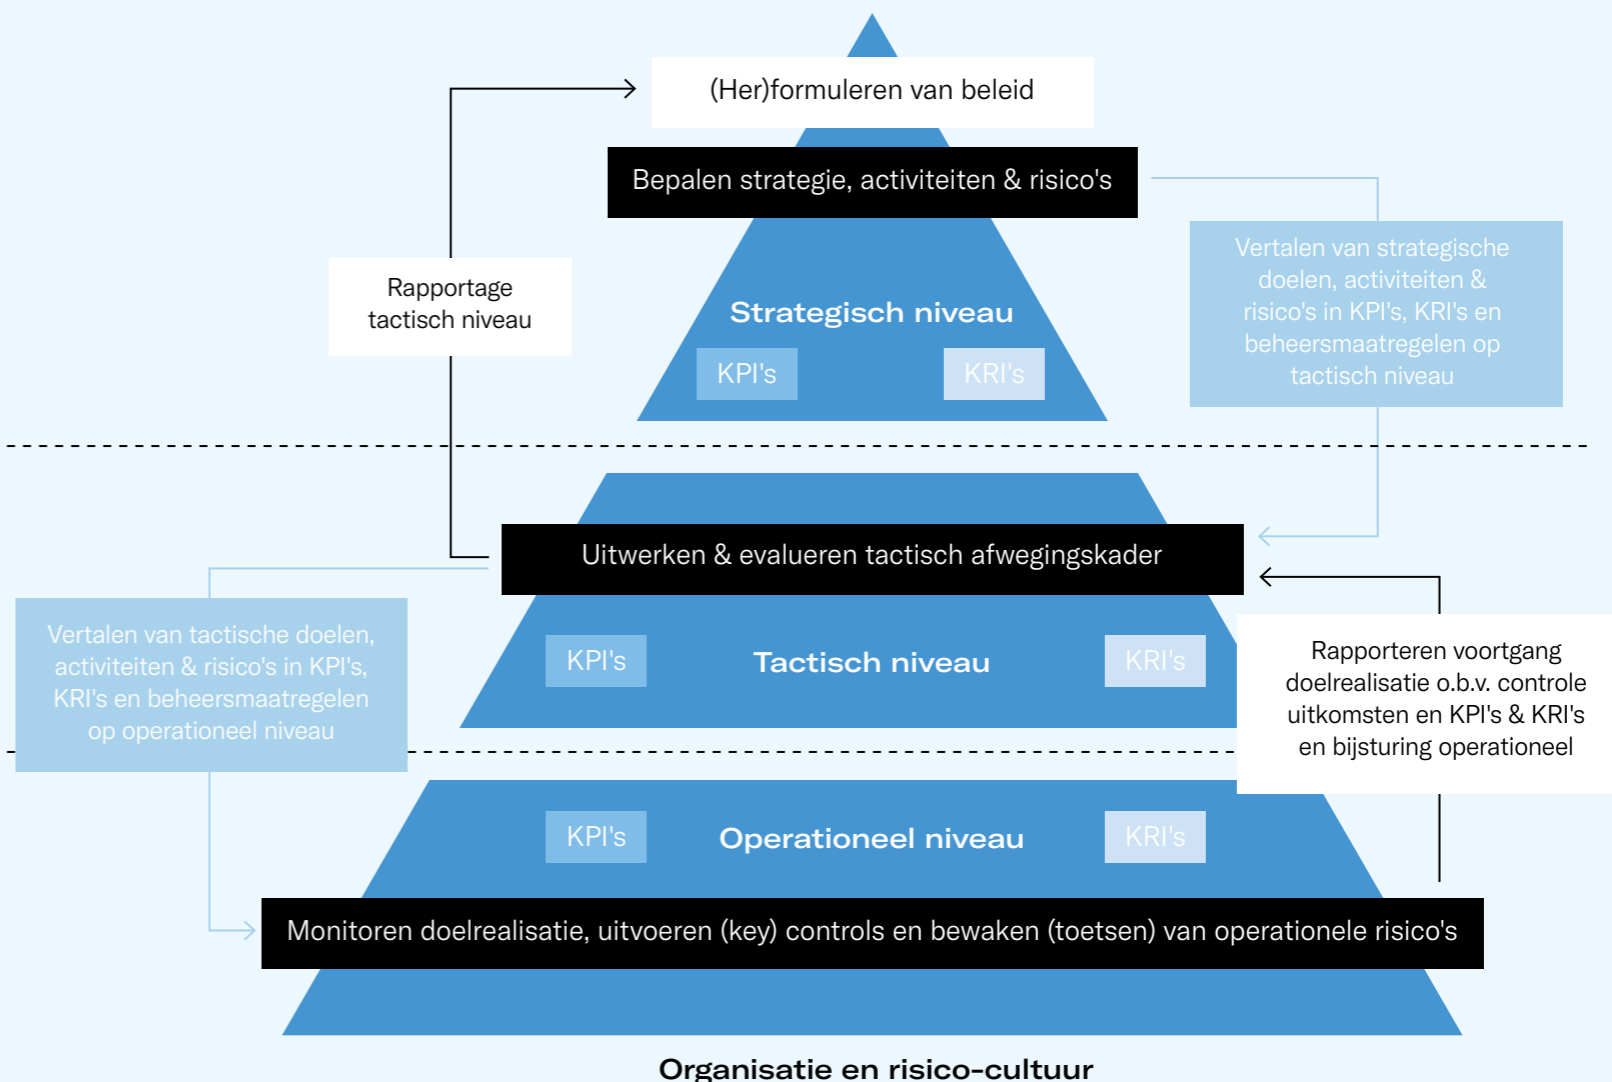 (Her)formuleren van beleid
Bepalen strategie, activiteiten & risico's
Vertalen van strategische
doelen, activiteiten &
risico's in KPI's, KRI's en
beheersmaatregelen op
tactisch niveau
Rapportage
tactisch niveau
Strategisch niveau
KPI's
KRI's
Uitwerken & evalueren tactisch afwegingskader
Vertalen van tactische doelen,
activiteiten & risico's in KPI's,
KRI's en beheersmaatregelen
op operationeel niveau
KPI's
Tactisch niveau
KRI's
Rapporteren voortgang
doelrealisatie o.b.v. controle
uitkomsten en KPI's & KRI's
en bijsturing operationeel
KPI's
Operationeel niveau
KRI's
Monitoren doelrealisatie, uitvoeren (key) controls en bewaken (toetsen) van operationele risico's
Organisatie en risico-cultuur